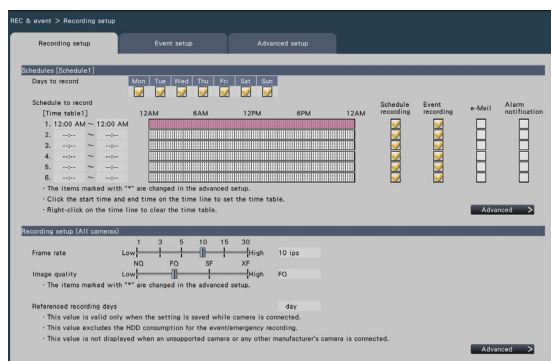 REC & event > Recording setup
Recording setup Event setup Advanced setup
Schedules [Schedule1]
Days to record Mon Tue Wed Thu Fri Sat Sun
Schedule to record
[Time table1] 12AM 6AM 12PM 6PM 12AM Schedule recording Event recording e-Mail Alarm notification
1. 12:00 AM ~ 12:00 AM
2. --:-- ~ --:--
3. --:-- ~ --:--
4. --:-- ~ --:--
5. --:-- ~ --:--
6. --:-- ~ --:--
· The items marked with "*" are changed in the advanced setup.
· Click the start time and end time on the time line to set the time table.
· Right-click on the time line to clear the time table.
Advanced >
Recording setup (All cameras)
1 3 5 10 15 30
Frame rate Low High 10 ips
NQ FQ SF XF
Image quality Low High FQ
· The items marked with "*" are changed in the advanced setup.
Referenced recording days day
· This value is valid only when the setting is saved while camera is connected.
· This value excludes the HDD consumption for the event/emergency recording.
· This value is not displayed when an unsupported camera or any other manufacturer's camera is connected.
Advanced >